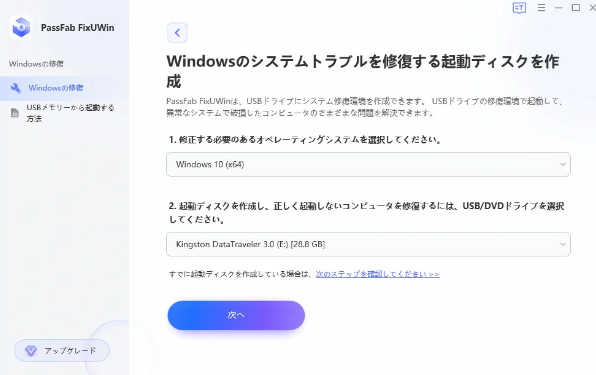 PassFab FixUWin
Windowsの修復
Windowsの修復
USBメモリーから起動する
方法
アップグレード
Windowsのシステムトラブルを修復する起動ディスクを作
成
PassFab FixUWinは、USBドライブにシステム修復環境を作成できます。 USBドライブの修復環境で起動して、
異常なシステムで破損したコンピュータのさまざまな問題を解決できます。
1. 修正する必要のあるオペレーティングシステムを選択してください。
Windows 10 (x64)
2. 起動ディスクを作成し、正しく起動しないコンピュータを修復するには、USB/DVDドライブを選択
してください。
Kingston DataTraveler 3.0 (E:) [28.8 GB]
すでに起動ディスクを作成している場合は、次のステップを確認してください >>
次へ